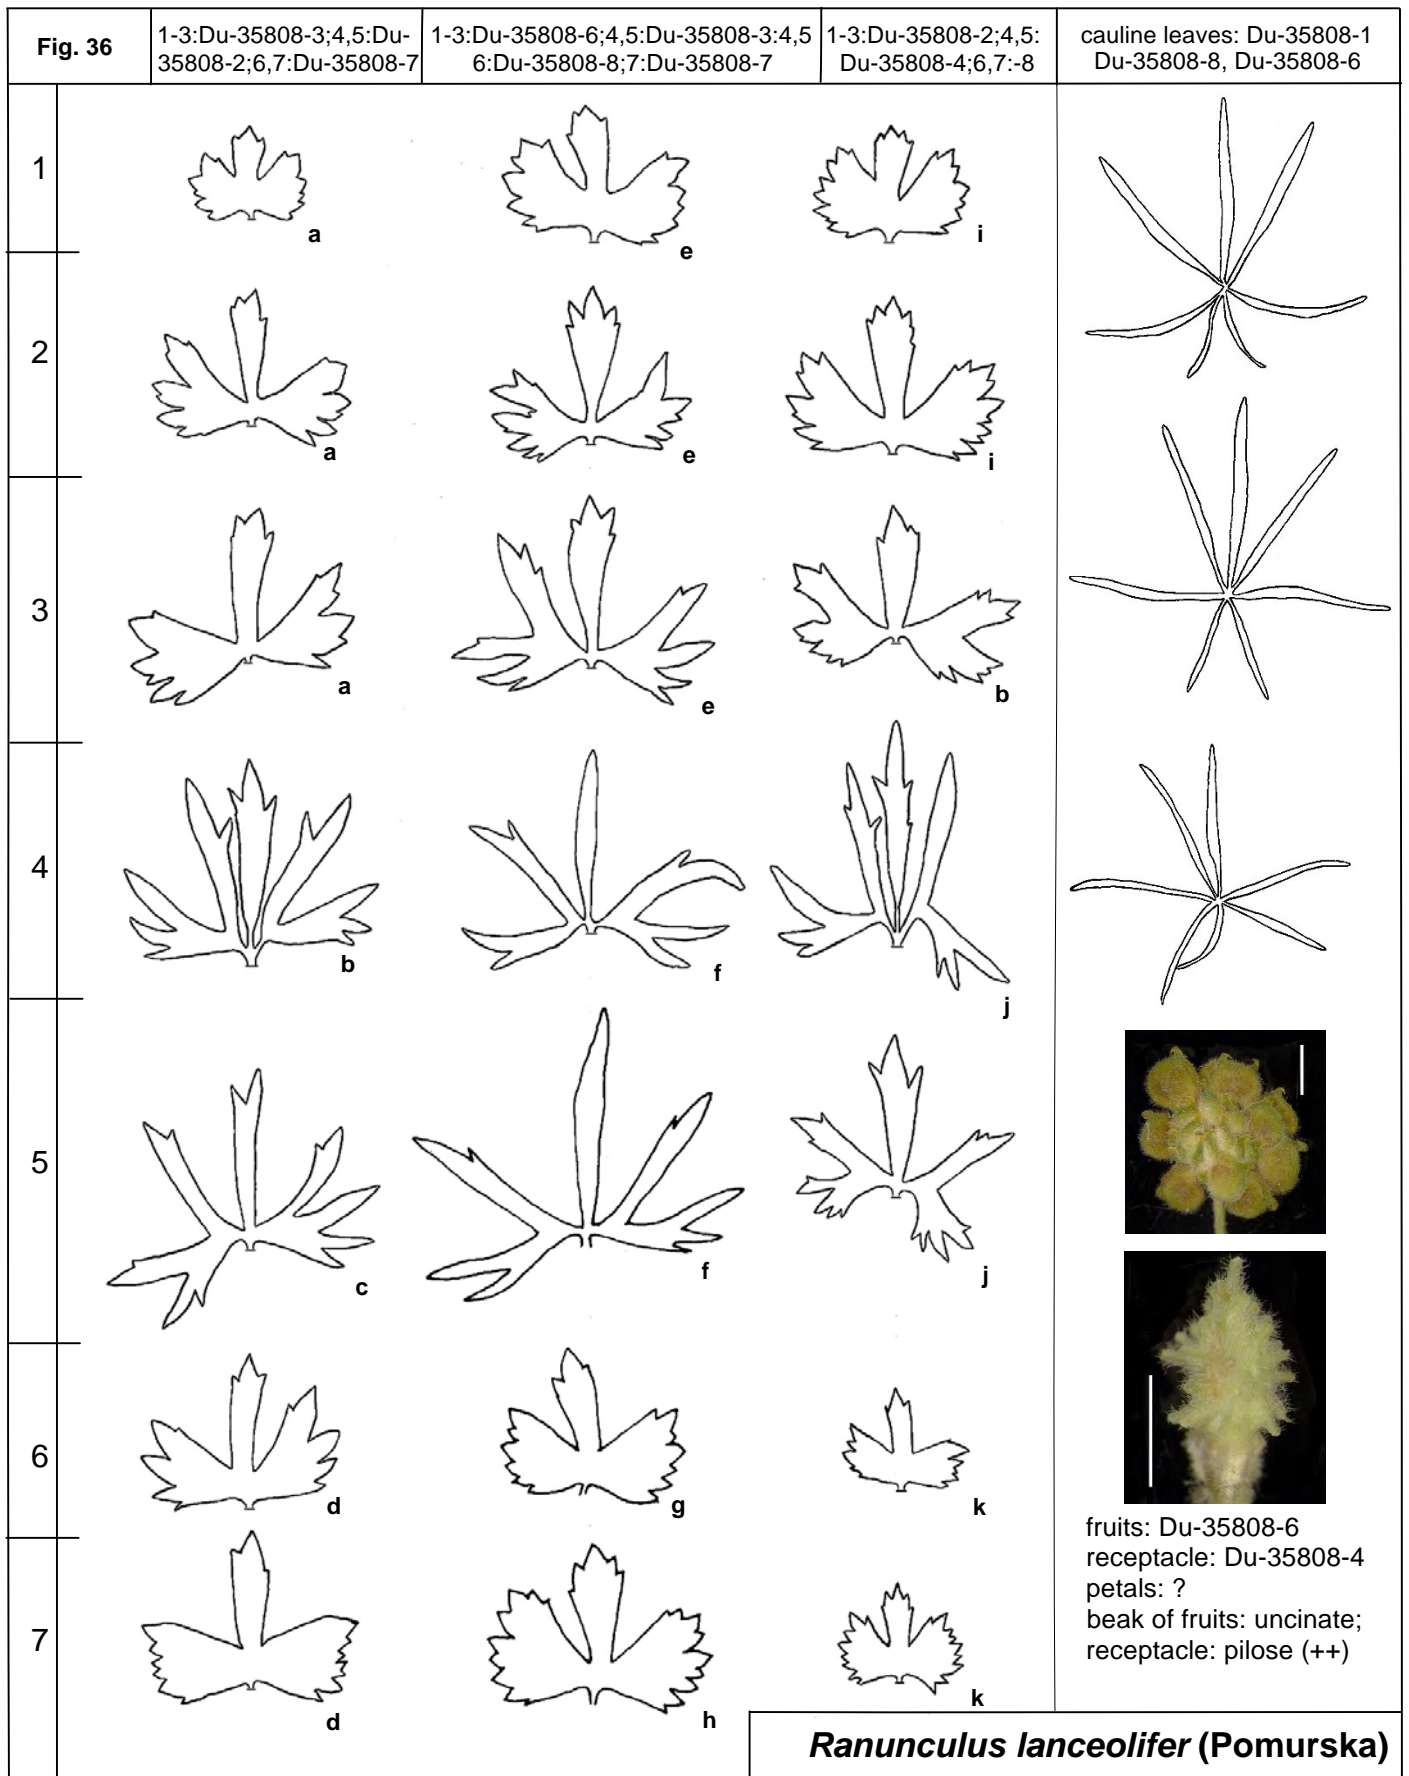 Fig. 36
1-3:Du-35808-3;4,5:Du-
35808-2;6,7:Du-35808-7
1-3:Du-35808-6;4,5:Du-35808-3:4,5
6:Du-35808-8;7:Du-35808-7
1-3:Du-35808-2;4,5:
Du-35808-4;6,7:-8
cauline leaves: Du-35808-1
Du-35808-8, Du-35808-6
1
a
e
i
2
a
e
i
3
a
e
b
4
b
f
j
5
c
f
j
6
d
g
k
7
d
h
k
fruits: Du-35808-6
receptacle: Du-35808-4
petals: ?
beak of fruits: uncinate;
receptacle: pilose (++)
Ranunculus lanceolifer (Pomurska)